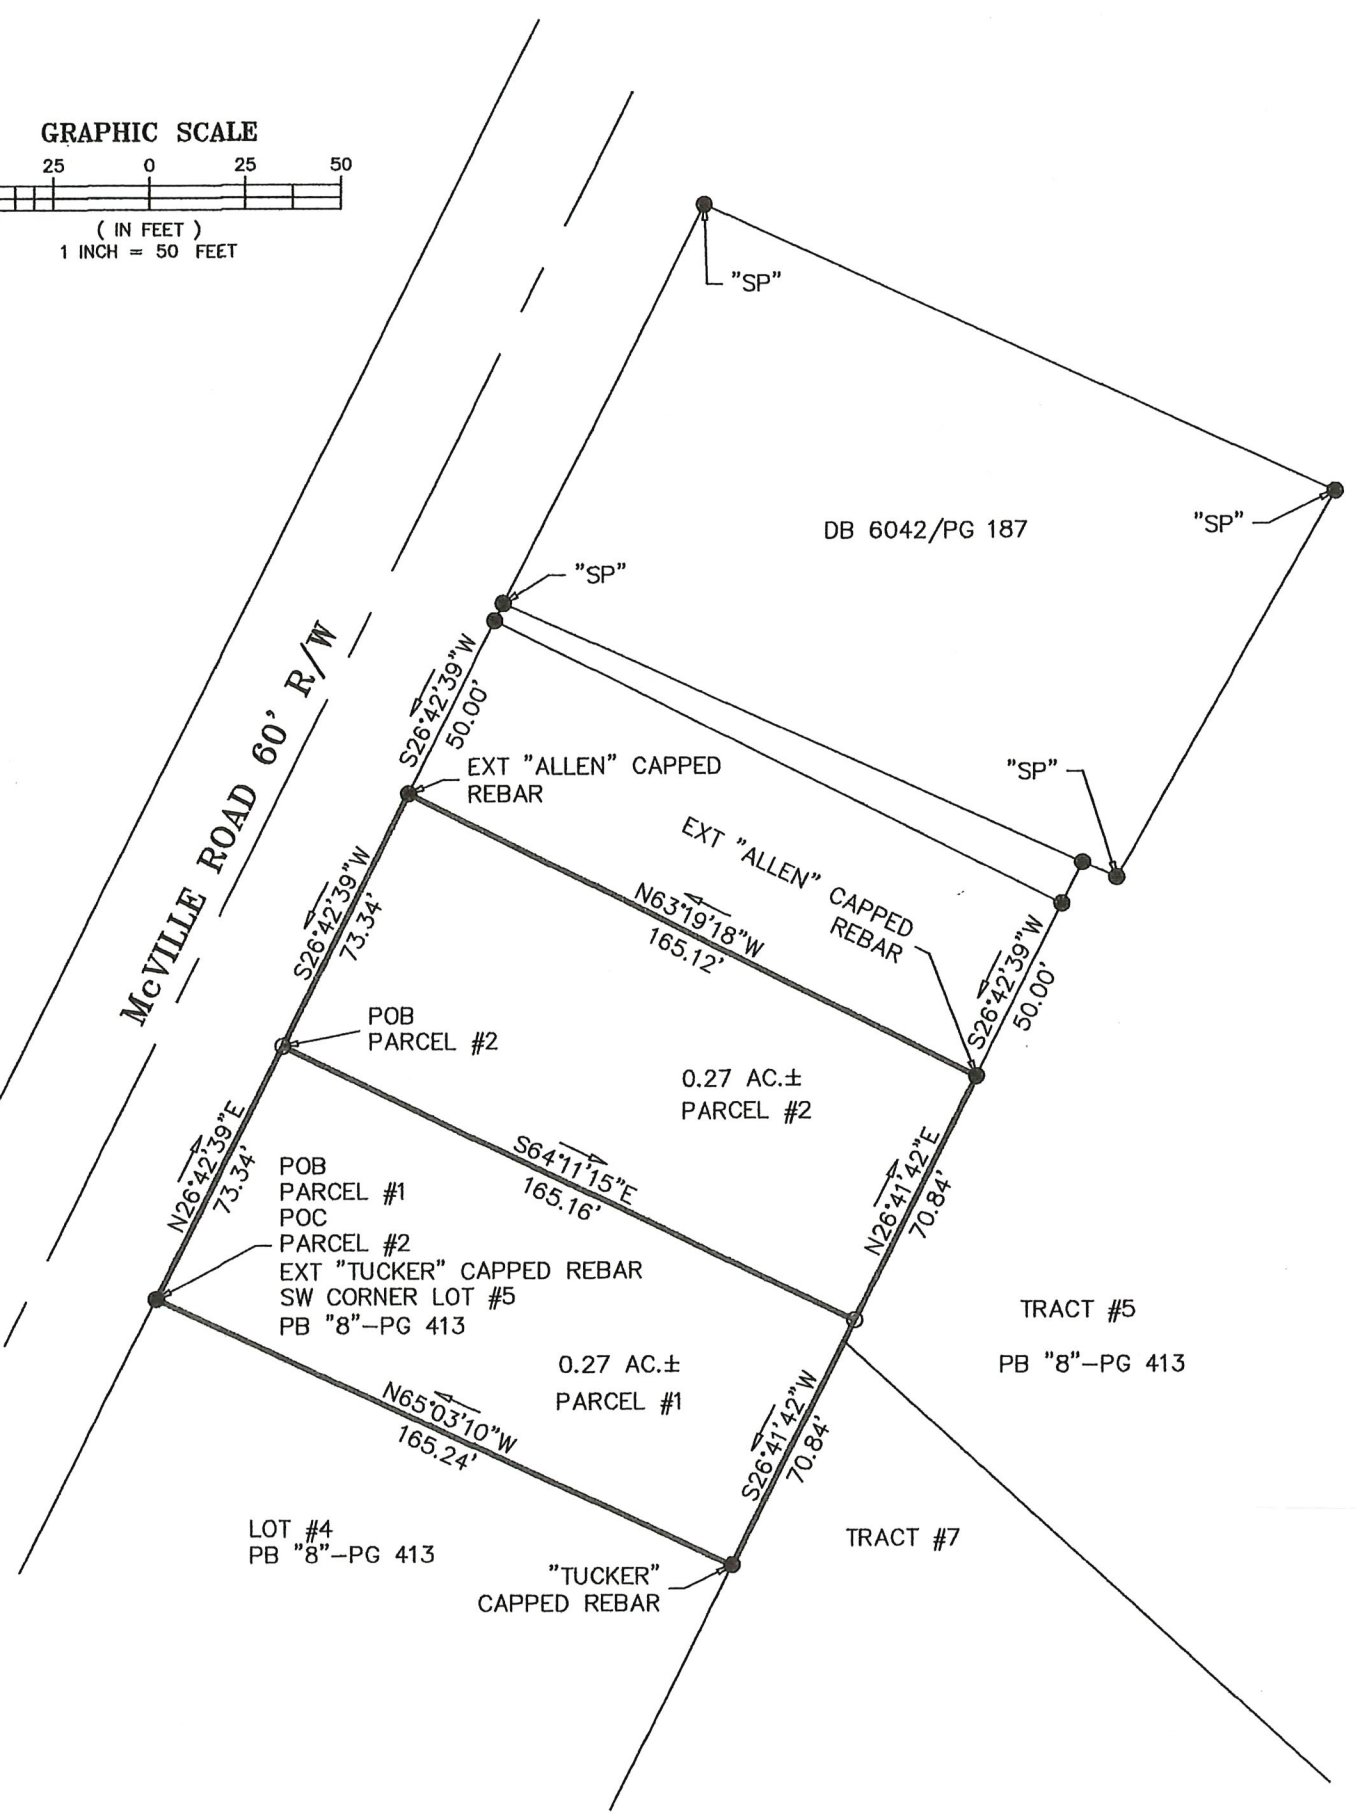 GRAPHIC SCALE
25 0 25 50
( IN FEET )
1 INCH = 50 FEET
"SP"
"SP"
DB 6042/PG 187
"SP"
McVILLE ROAD 60' R/W
S26°42'39"W
50.00'
EXT "ALLEN" CAPPED
REBAR
"SP"
EXT "ALLEN" CAPPED
REBAR
N63°19'18"W
165.12'
S26°42'39"W
50.00'
S26°42'39"W
73.34'
POB
PARCEL #2
0.27 AC.±
PARCEL #2
S64°11'15"E
165.16'
N26°41'42"E
70.84'
N26°42'39"E
73.34'
POB
PARCEL #1
POC
PARCEL #2
EXT "TUCKER" CAPPED REBAR
SW CORNER LOT #5
PB "8"-PG 413
TRACT #5
PB "8"-PG 413
0.27 AC.±
PARCEL #1
N65°03'10"W
165.24'
S26°41'42"W
70.84'
LOT #4
PB "8"-PG 413
TRACT #7
"TUCKER"
CAPPED REBAR